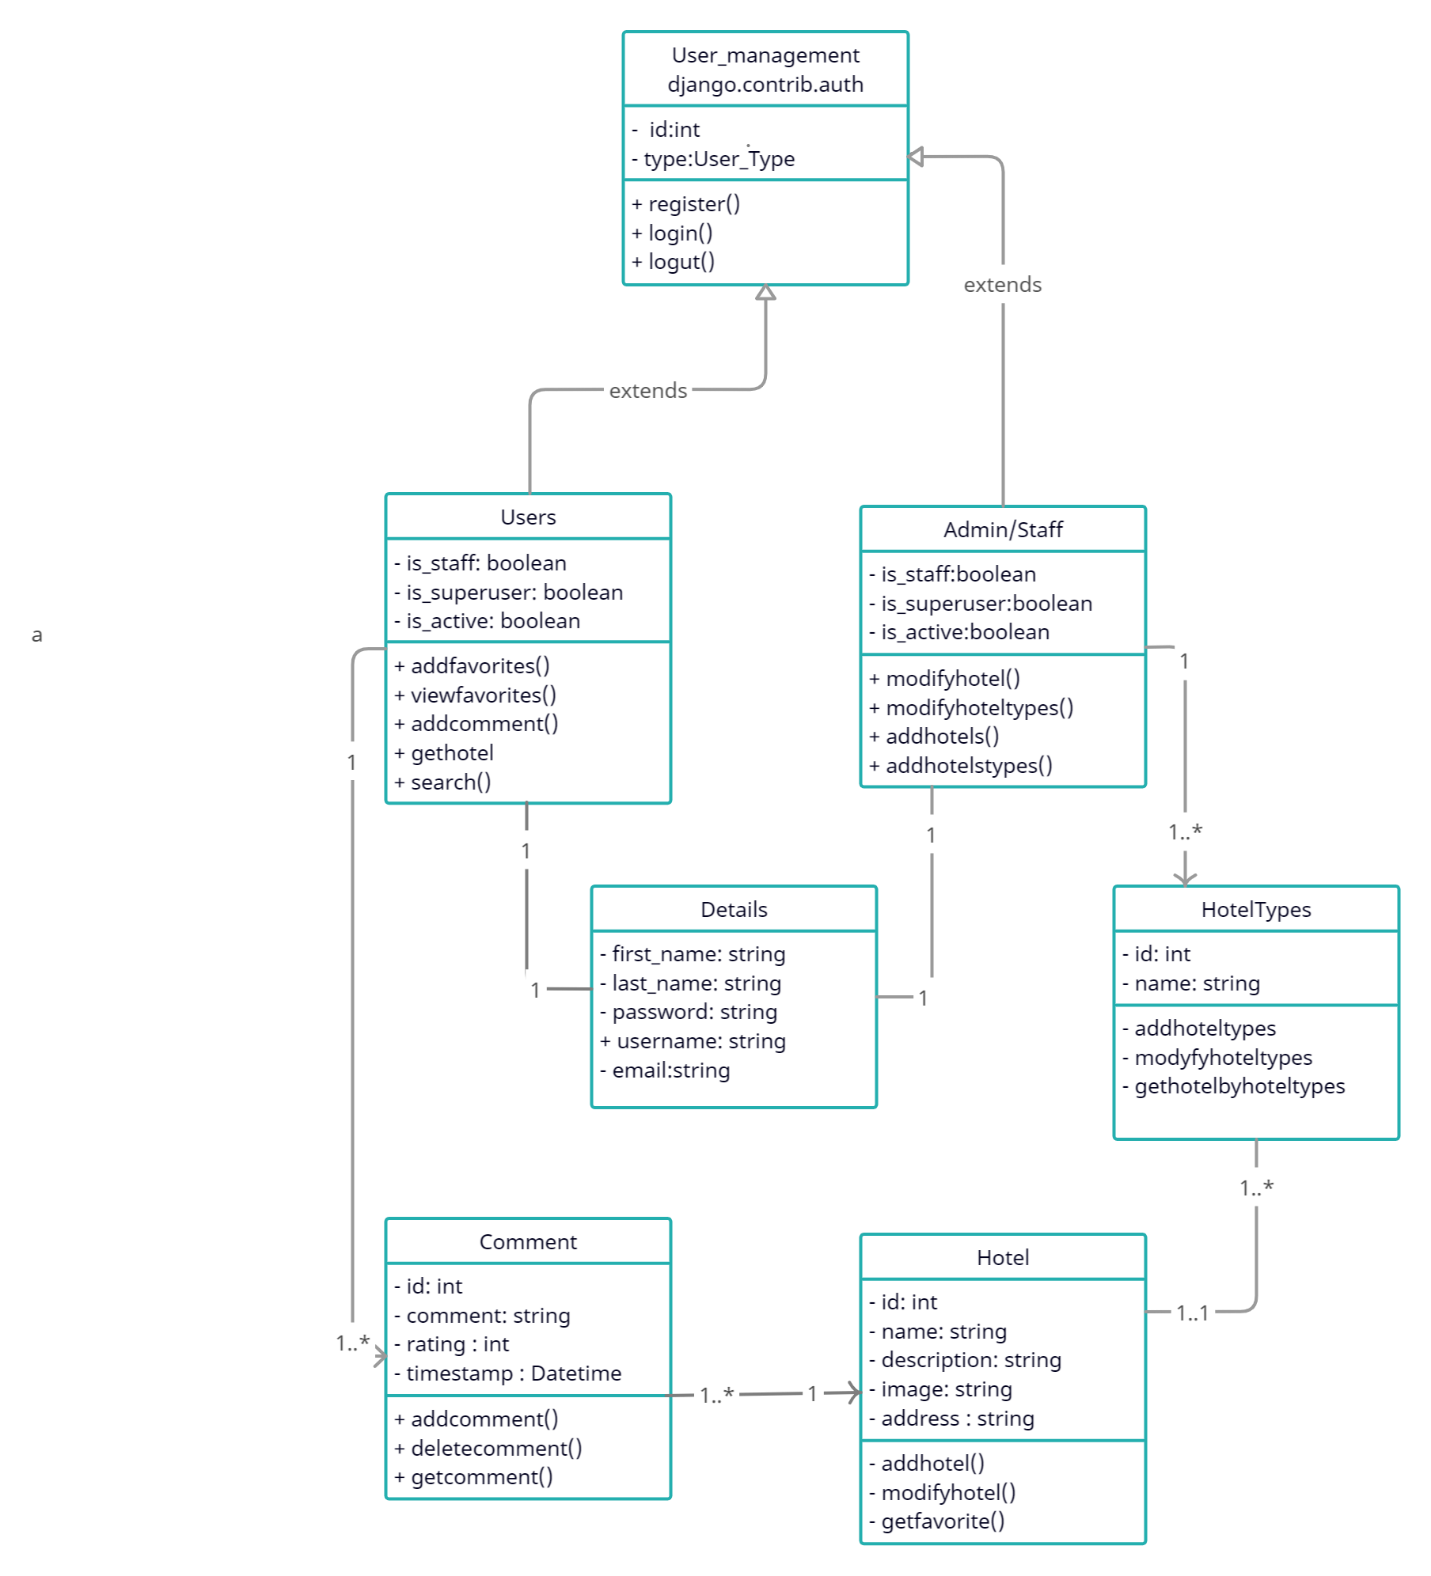 User_management
django.contrib.auth
-  id:int
- type:User_Type
+ register()
+ login()
+ logut()
extends
extends
Users
- is_staff: boolean
- is_superuser: boolean
- is_active: boolean
+ addfavorites()
+ viewfavorites()
+ addcomment()
+ gethotel
+ search()
Admin/Staff
- is_staff:boolean
- is_superuser:boolean
- is_active:boolean
+ modifyhotel()
+ modifyhoteltypes()
+ addhotels()
+ addhotelstypes()
a
1
1
1
1
1..*
1
1
Details
- first_name: string
- last_name: string
- password: string
+ username: string
- email:string
HotelTypes
- id: int
- name: string
- addhoteltypes
- modyfyhoteltypes
- gethotelbyhoteltypes
1..*
1..1
1..*
Comment
- id: int
- comment: string
- rating : int
- timestamp : Datetime
+ addcomment()
+ deletecomment()
+ getcomment()
1..*
1
Hotel
- id: int
- name: string
- description: string
- image: string
- address : string
- addhotel()
- modifyhotel()
- getfavorite()